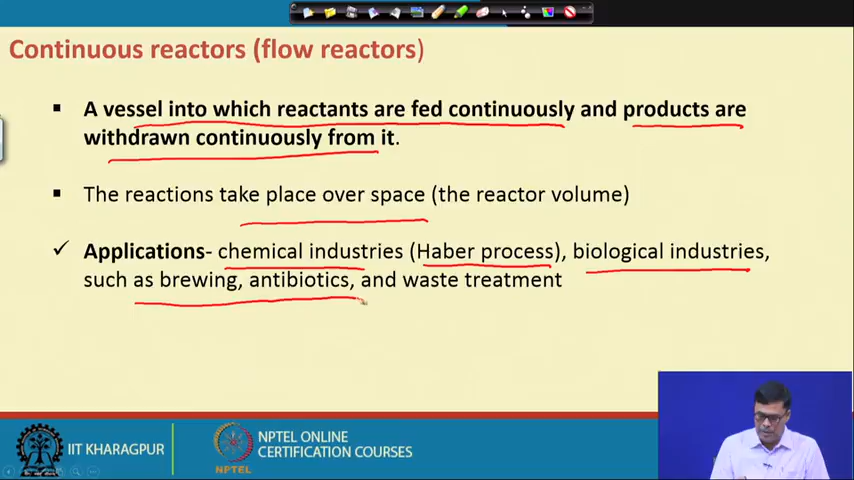 Continuous reactors (flow reactors)
▪ A vessel into which reactants are fed continuously and products are
withdrawn continuously from it.
▪ The reactions take place over space (the reactor volume)
✓ Applications- chemical industries (Haber process), biological industries,
such as brewing, antibiotics, and waste treatment
IIT KHARAGPUR
NPTEL
NPTEL ONLINE
CERTIFICATION COURSES